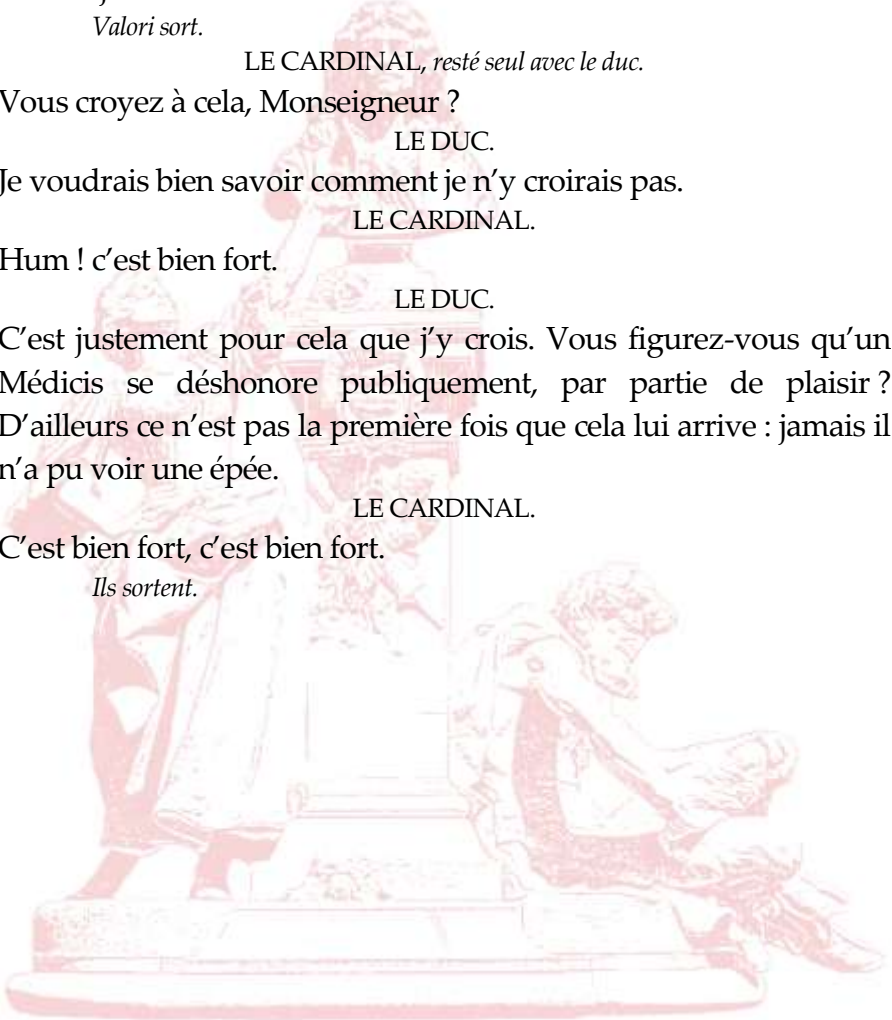 Valori sort.
LE CARDINAL, resté seul avec le duc.
Vous croyez à cela, Monseigneur ?
LE DUC.
Je voudrais bien savoir comment je n’y croirais pas.
LE CARDINAL.
Hum ! c’est bien fort.
LE DUC.
C’est justement pour cela que j’y crois. Vous figurez-vous qu’un
Médicis se déshonore publiquement, par partie de plaisir ?
D’ailleurs ce n’est pas la première fois que cela lui arrive : jamais il
n’a pu voir une épée.
LE CARDINAL.
C’est bien fort, c’est bien fort.
Ils sortent.